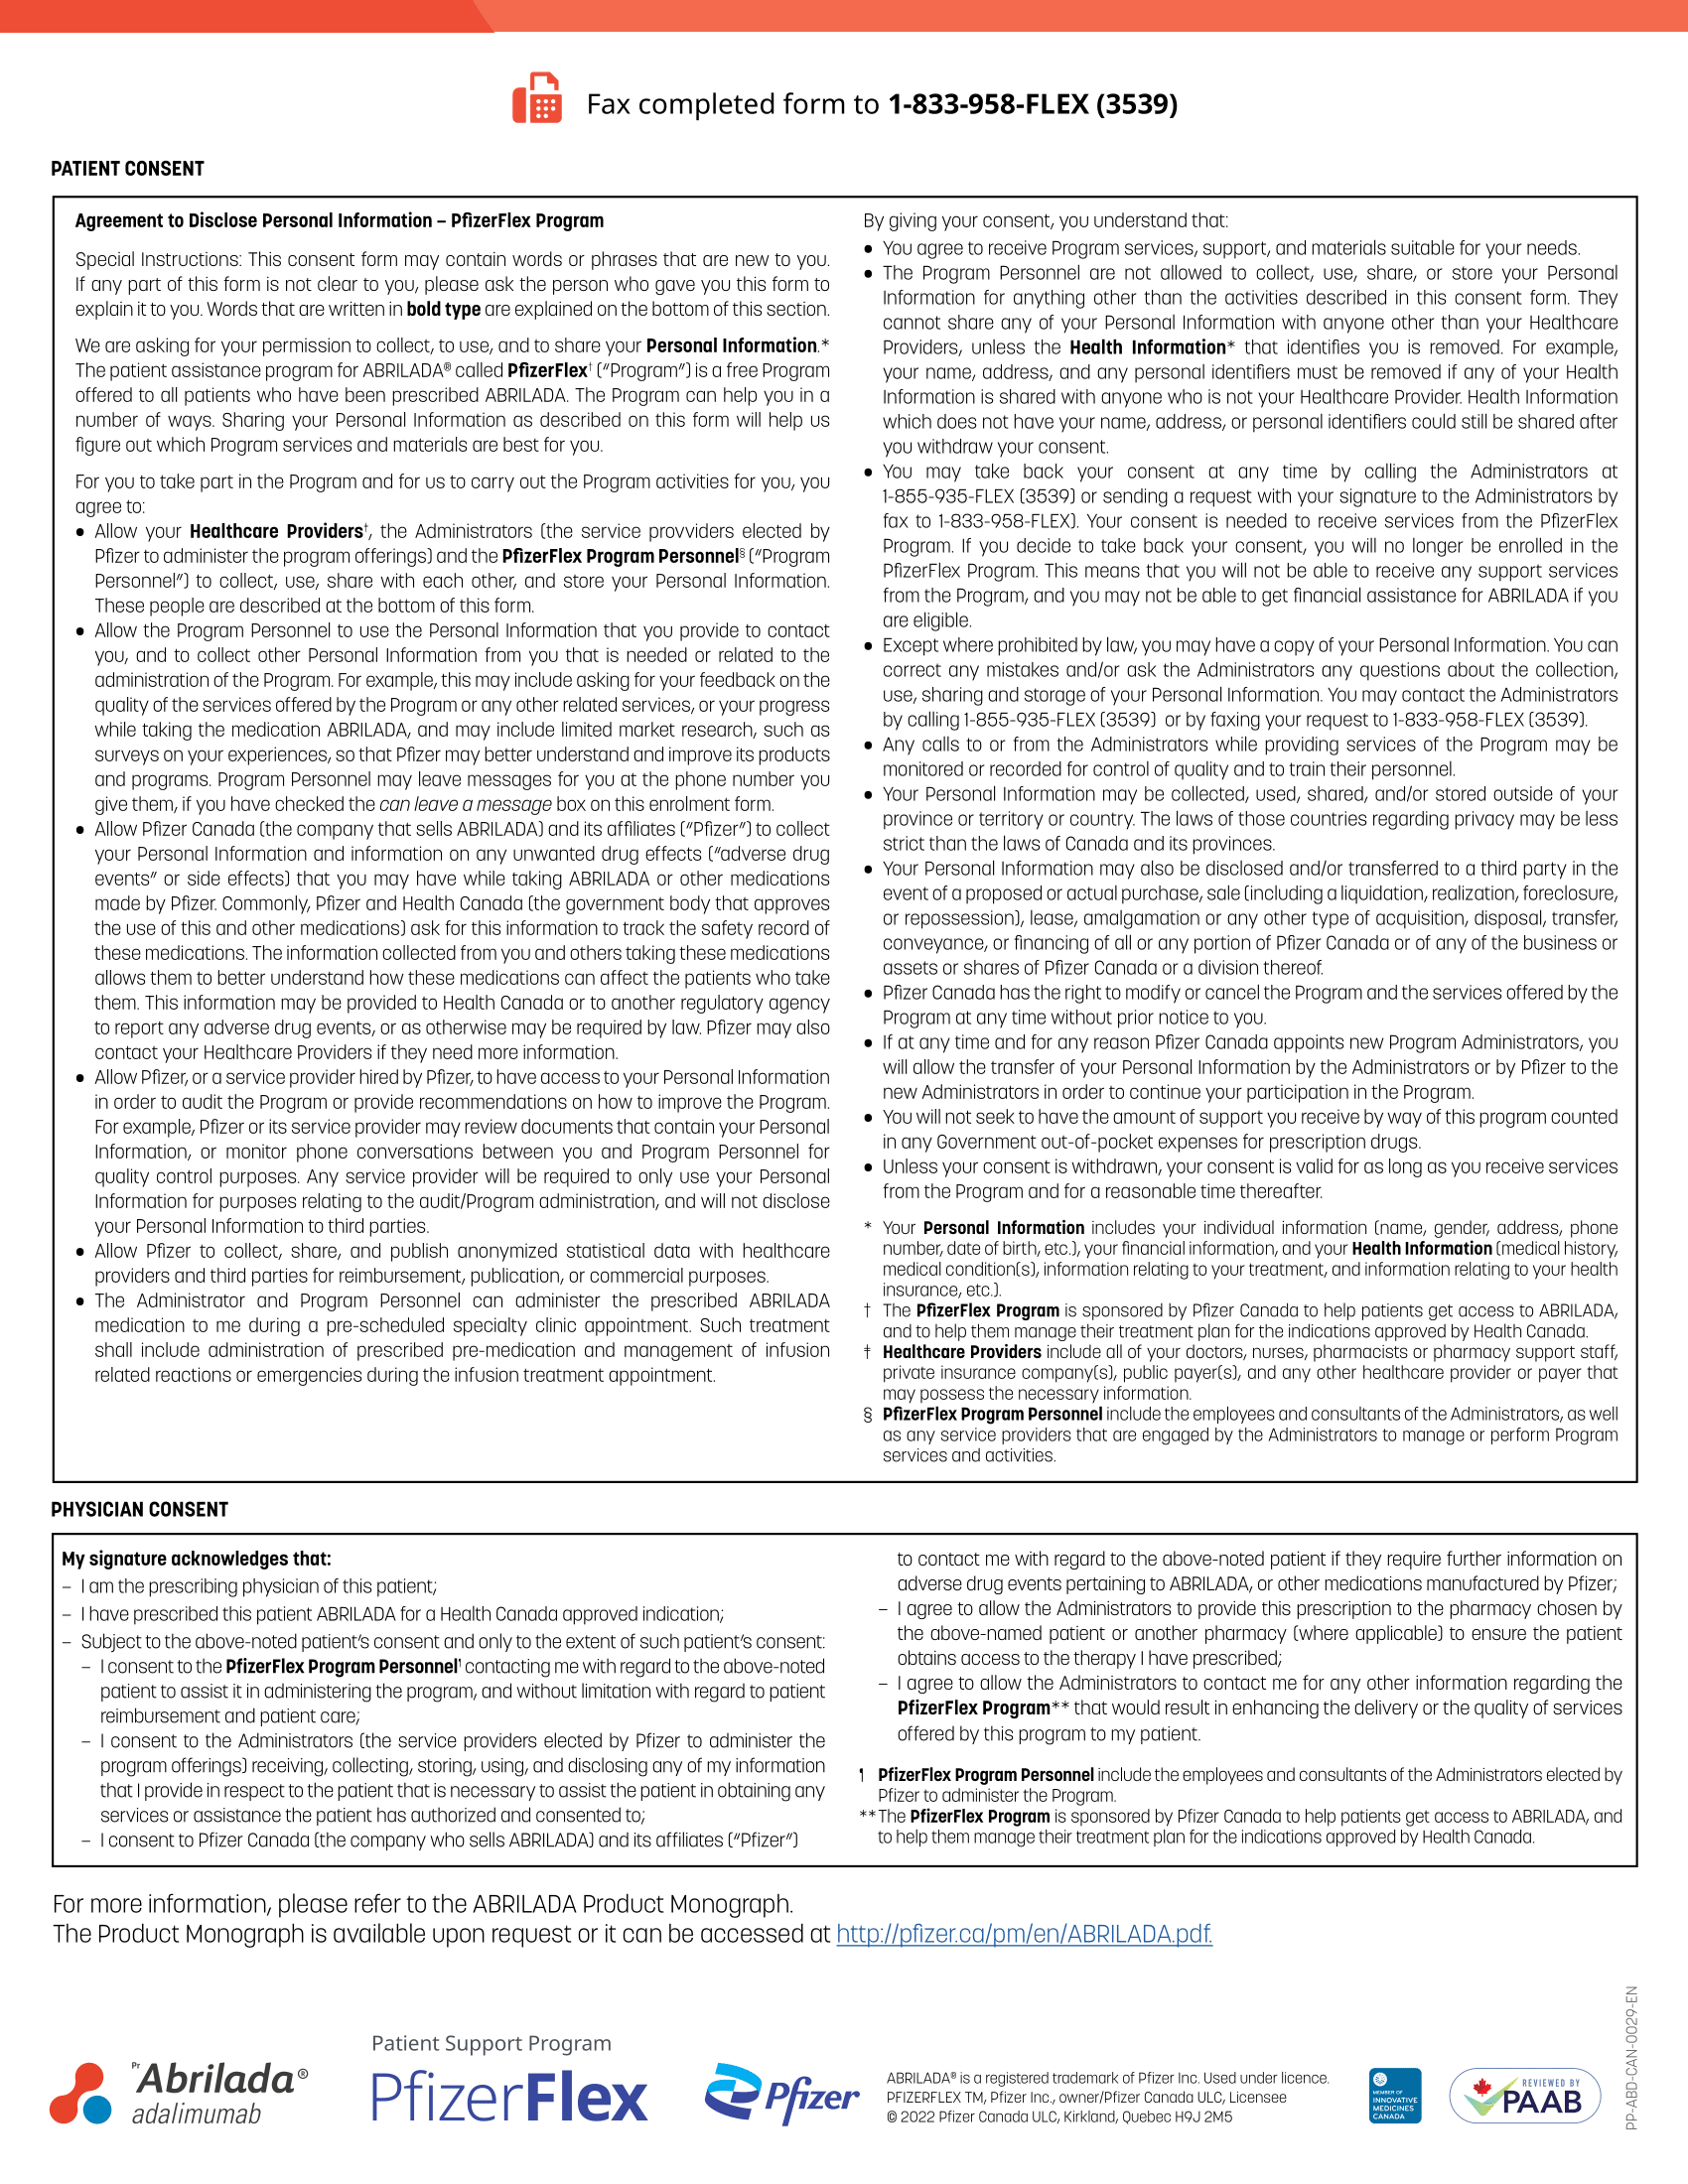 Fax completed form to 1-833-958-FLEX (3539)
PATIENT CONSENT
Agreement to Disclose Personal Information – PfizerFlex Program
Special Instructions: This consent form may contain words or phrases that are new to you.
If any part of this form is not clear to you, please ask the person who gave you this form to
explain it to you. Words that are written in bold type are explained on the bottom of this section.
We are asking for your permission to collect, to use, and to share your Personal Information.*
The patient assistance program for ABRILADA® called PfizerFlex† (“Program”) is a free Program
offered to all patients who have been prescribed ABRILADA. The Program can help you in a
number of ways. Sharing your Personal Information as described on this form will help us
figure out which Program services and materials are best for you.
For you to take part in the Program and for us to carry out the Program activities for you, you
agree to:
• Allow your Healthcare Providers†, the Administrators (the service provviders elected by
Pfizer to administer the program offerings) and the PfizerFlex Program Personnel§ (“Program
Personnel”) to collect, use, share with each other, and store your Personal Information.
These people are described at the bottom of this form.
• Allow the Program Personnel to use the Personal Information that you provide to contact
you, and to collect other Personal Information from you that is needed or related to the
administration of the Program. For example, this may include asking for your feedback on the
quality of the services offered by the Program or any other related services, or your progress
while taking the medication ABRILADA, and may include limited market research, such as
surveys on your experiences, so that Pfizer may better understand and improve its products
and programs. Program Personnel may leave messages for you at the phone number you
give them, if you have checked the can leave a message box on this enrolment form.
• Allow Pfizer Canada (the company that sells ABRILADA) and its affiliates (“Pfizer”) to collect
your Personal Information and information on any unwanted drug effects (“adverse drug
events” or side effects) that you may have while taking ABRILADA or other medications
made by Pfizer. Commonly, Pfizer and Health Canada (the government body that approves
the use of this and other medications) ask for this information to track the safety record of
these medications. The information collected from you and others taking these medications
allows them to better understand how these medications can affect the patients who take
them. This information may be provided to Health Canada or to another regulatory agency
to report any adverse drug events, or as otherwise may be required by law. Pfizer may also
contact your Healthcare Providers if they need more information.
• Allow Pfizer, or a service provider hired by Pfizer, to have access to your Personal Information
in order to audit the Program or provide recommendations on how to improve the Program.
For example, Pfizer or its service provider may review documents that contain your Personal
Information, or monitor phone conversations between you and Program Personnel for
quality control purposes. Any service provider will be required to only use your Personal
Information for purposes relating to the audit/Program administration, and will not disclose
your Personal Information to third parties.
• Allow Pfizer to collect, share, and publish anonymized statistical data with healthcare
providers and third parties for reimbursement, publication, or commercial purposes.
• The Administrator and Program Personnel can administer the prescribed ABRILADA
medication to me during a pre-scheduled specialty clinic appointment. Such treatment
shall include administration of prescribed pre-medication and management of infusion
related reactions or emergencies during the infusion treatment appointment.
By giving your consent, you understand that:
• You agree to receive Program services, support, and materials suitable for your needs.
• The Program Personnel are not allowed to collect, use, share, or store your Personal
Information for anything other than the activities described in this consent form. They
cannot share any of your Personal Information with anyone other than your Healthcare
Providers, unless the Health Information* that identifies you is removed. For example,
your name, address, and any personal identifiers must be removed if any of your Health
Information is shared with anyone who is not your Healthcare Provider. Health Information
which does not have your name, address, or personal identifiers could still be shared after
you withdraw your consent.
• You may take back your consent at any time by calling the Administrators at
1-855-935-FLEX (3539) or sending a request with your signature to the Administrators by
fax to 1-833-958-FLEX). Your consent is needed to receive services from the PfizerFlex
Program. If you decide to take back your consent, you will no longer be enrolled in the
PfizerFlex Program. This means that you will not be able to receive any support services
from the Program, and you may not be able to get financial assistance for ABRILADA if you
are eligible.
• Except where prohibited by law, you may have a copy of your Personal Information. You can
correct any mistakes and/or ask the Administrators any questions about the collection,
use, sharing and storage of your Personal Information. You may contact the Administrators
by calling 1-855-935-FLEX (3539) or by faxing your request to 1-833-958-FLEX (3539).
• Any calls to or from the Administrators while providing services of the Program may be
monitored or recorded for control of quality and to train their personnel.
• Your Personal Information may be collected, used, shared, and/or stored outside of your
province or territory or country. The laws of those countries regarding privacy may be less
strict than the laws of Canada and its provinces.
• Your Personal Information may also be disclosed and/or transferred to a third party in the
event of a proposed or actual purchase, sale (including a liquidation, realization, foreclosure,
or repossession), lease, amalgamation or any other type of acquisition, disposal, transfer,
conveyance, or financing of all or any portion of Pfizer Canada or of any of the business or
assets or shares of Pfizer Canada or a division thereof.
• Pfizer Canada has the right to modify or cancel the Program and the services offered by the
Program at any time without prior notice to you.
• If at any time and for any reason Pfizer Canada appoints new Program Administrators, you
will allow the transfer of your Personal Information by the Administrators or by Pfizer to the
new Administrators in order to continue your participation in the Program.
• You will not seek to have the amount of support you receive by way of this program counted
in any Government out-of-pocket expenses for prescription drugs.
• Unless your consent is withdrawn, your consent is valid for as long as you receive services
from the Program and for a reasonable time thereafter.
* Your Personal Information includes your individual information (name, gender, address, phone
number, date of birth, etc.), your financial information, and your Health Information (medical history,
medical condition(s), information relating to your treatment, and information relating to your health
insurance, etc.).
† The PfizerFlex Program is sponsored by Pfizer Canada to help patients get access to ABRILADA,
and to help them manage their treatment plan for the indications approved by Health Canada.
‡ Healthcare Providers include all of your doctors, nurses, pharmacists or pharmacy support staff,
private insurance company(s), public payer(s), and any other healthcare provider or payer that
may possess the necessary information.
§ PfizerFlex Program Personnel include the employees and consultants of the Administrators, as well
as any service providers that are engaged by the Administrators to manage or perform Program
services and activities.
PHYSICIAN CONSENT
My signature acknowledges that:
– I am the prescribing physician of this patient;
– I have prescribed this patient ABRILADA for a Health Canada approved indication;
– Subject to the above-noted patient’s consent and only to the extent of such patient’s consent:
– I consent to the PfizerFlex Program Personnel¶ contacting me with regard to the above-noted
patient to assist it in administering the program, and without limitation with regard to patient
reimbursement and patient care;
– I consent to the Administrators (the service providers elected by Pfizer to administer the
program offerings) receiving, collecting, storing, using, and disclosing any of my information
that I provide in respect to the patient that is necessary to assist the patient in obtaining any
services or assistance the patient has authorized and consented to;
– I consent to Pfizer Canada (the company who sells ABRILADA) and its affiliates (“Pfizer”)
to contact me with regard to the above-noted patient if they require further information on
adverse drug events pertaining to ABRILADA, or other medications manufactured by Pfizer;
– I agree to allow the Administrators to provide this prescription to the pharmacy chosen by
the above-named patient or another pharmacy (where applicable) to ensure the patient
obtains access to the therapy I have prescribed;
– I agree to allow the Administrators to contact me for any other information regarding the
PfizerFlex Program** that would result in enhancing the delivery or the quality of services
offered by this program to my patient.
¶ PfizerFlex Program Personnel include the employees and consultants of the Administrators elected by
Pfizer to administer the Program.
**The PfizerFlex Program is sponsored by Pfizer Canada to help patients get access to ABRILADA, and
to help them manage their treatment plan for the indications approved by Health Canada.
For more information, please refer to the ABRILADA Product Monograph.
The Product Monograph is available upon request or it can be accessed at http://pfizer.ca/pm/en/ABRILADA.pdf.
PrAbrilada®
adalimumab
Patient Support Program
PfizerFlex
Pfizer
ABRILADA® is a registered trademark of Pfizer Inc. Used under licence.
PFIZERFLEX TM, Pfizer Inc., owner/Pfizer Canada ULC, Licensee
© 2022 Pfizer Canada ULC, Kirkland, Quebec H9J 2M5
MEMBER OF
INNOVATIVE
MEDICINES
CANADA
REVIEWED BY
PAAB
PP-ABD-CAN-0029-EN